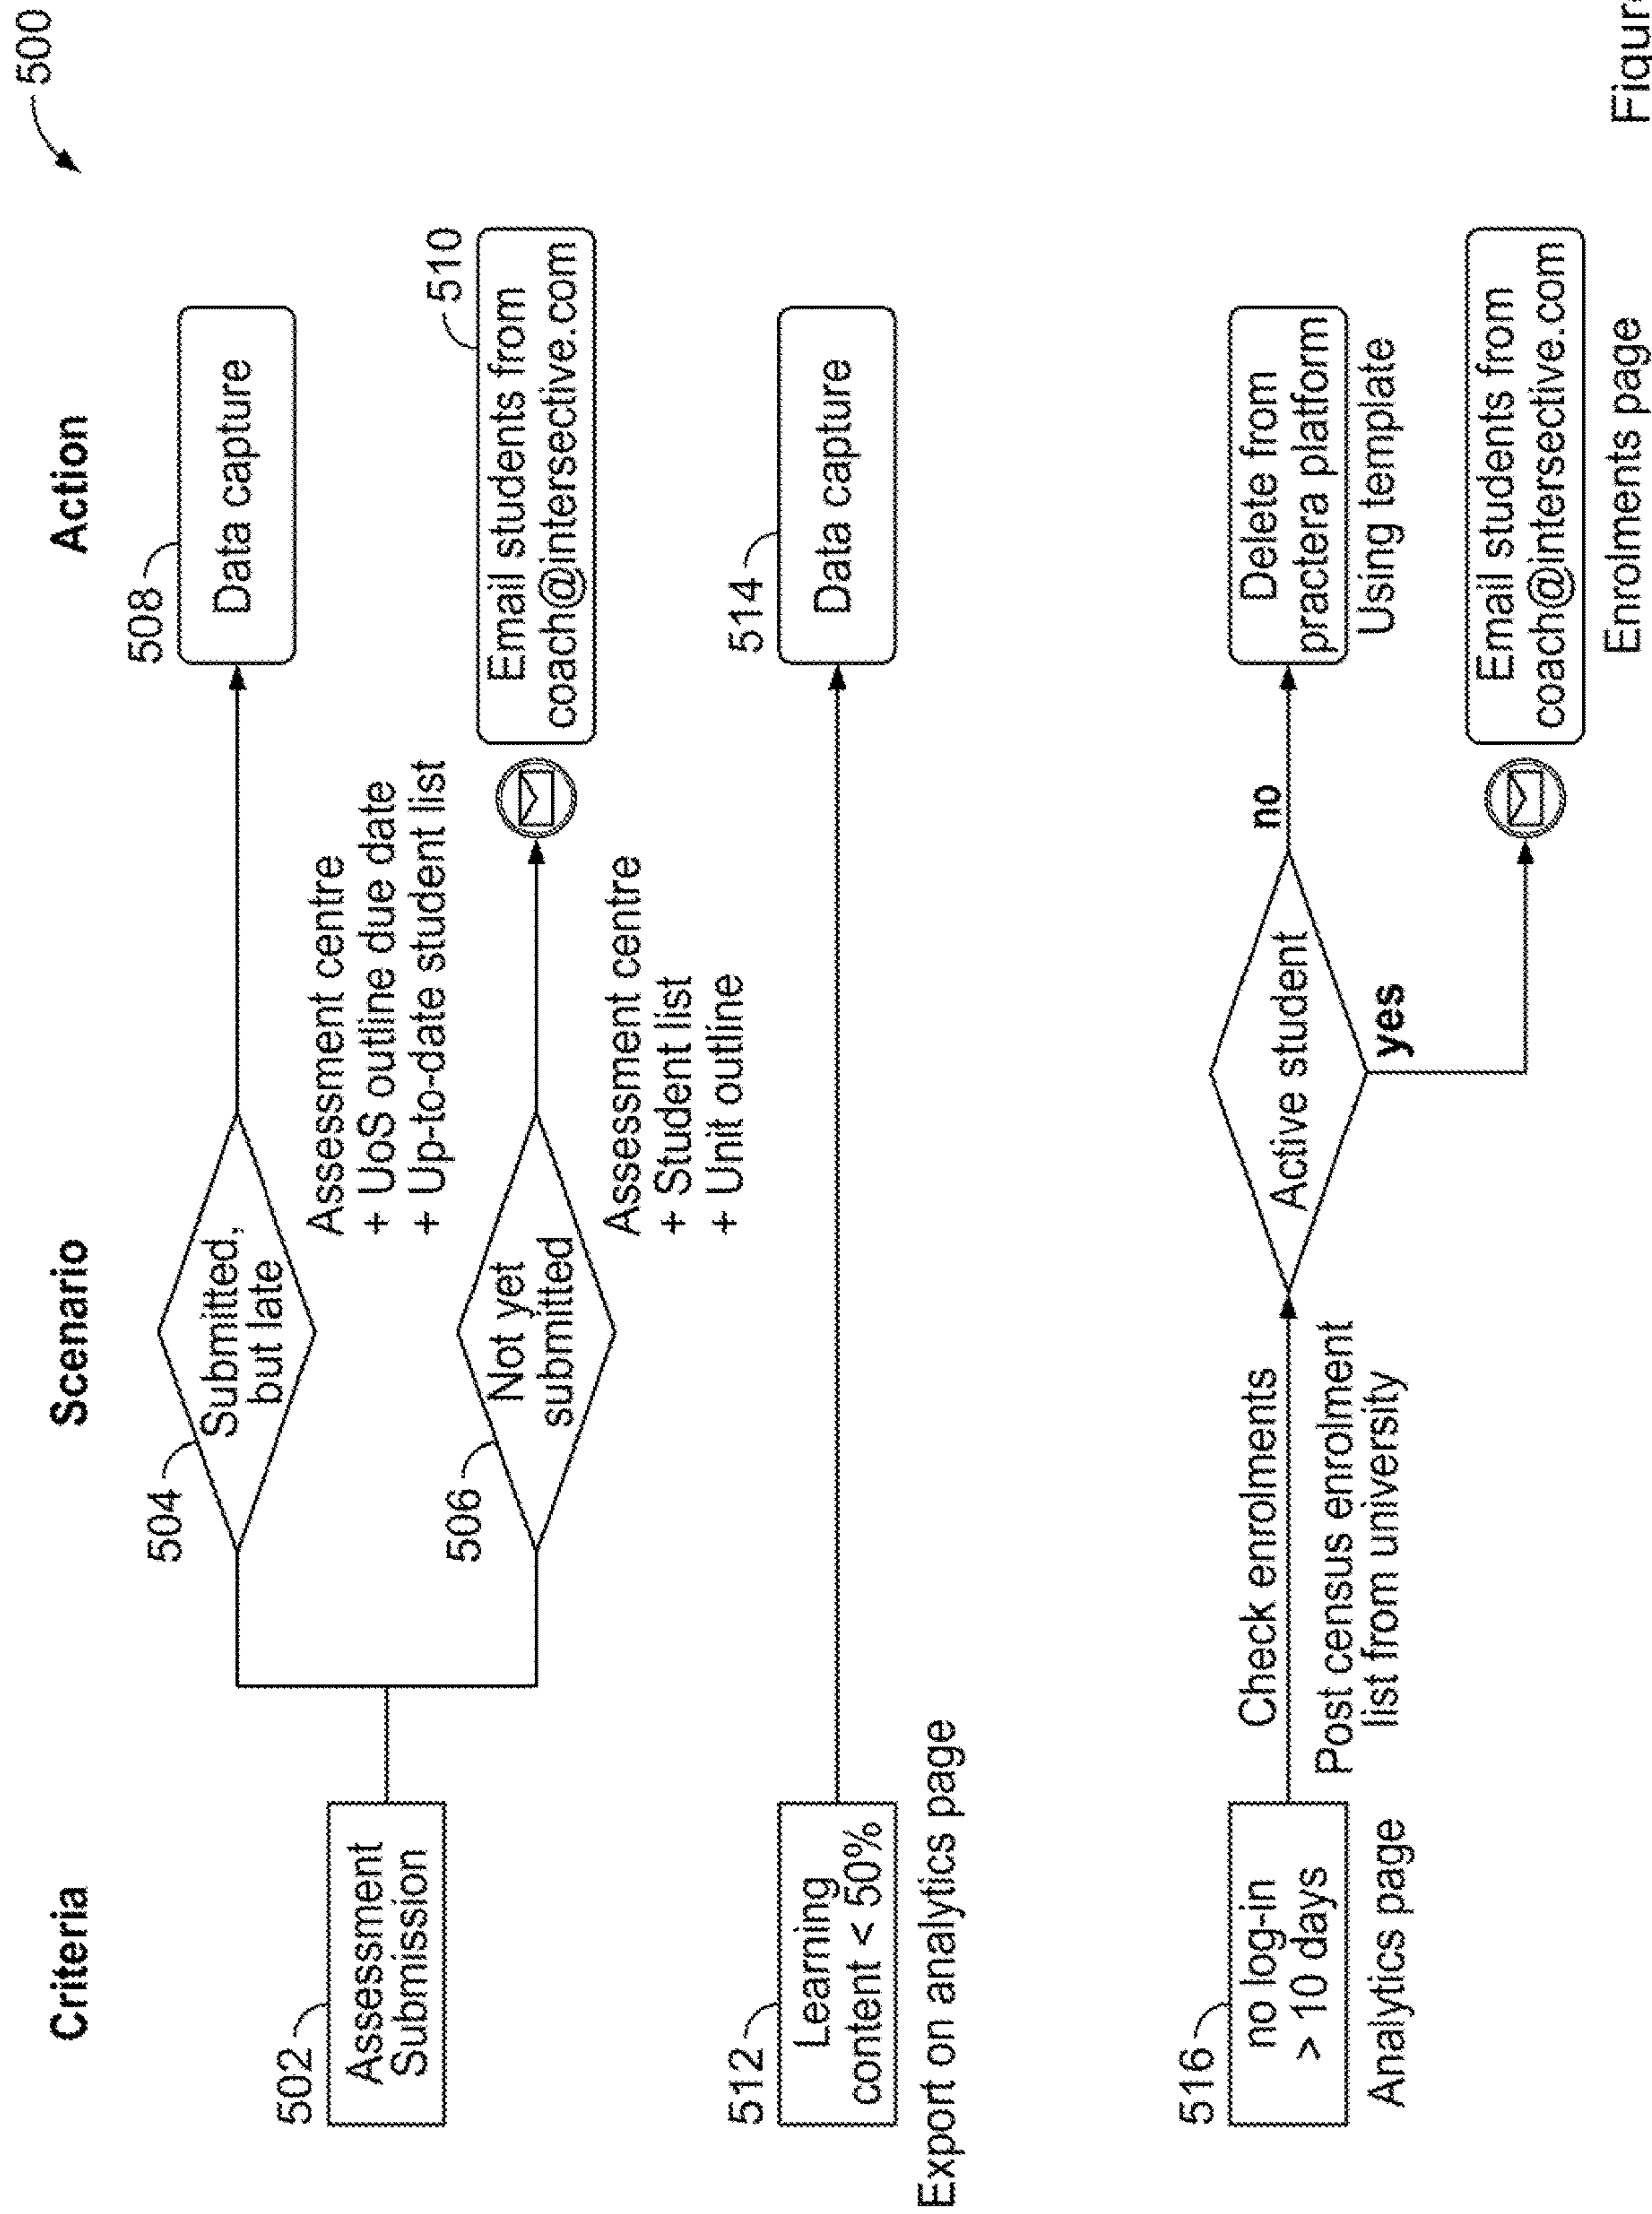 500
Criteria
Scenario
Action
502
Assessment
Submission
504
Submitted,
but late
Assessment centre
+ UoS outline due date
+ Up-to-date student list
508
Data capture
506
Not yet
submitted
Assessment centre
+ Student list
+ Unit outline
510
Email students from
coach@intersective.com
512
Learning
content < 50%
Export on analytics page
514
Data capture
516
no log-in
> 10 days
Analytics page
Check enrolments
Post census enrolment
list from university
Active student
no
yes
Delete from
practera platform
Using template
Email students from
coach@intersective.com
Enrolments page